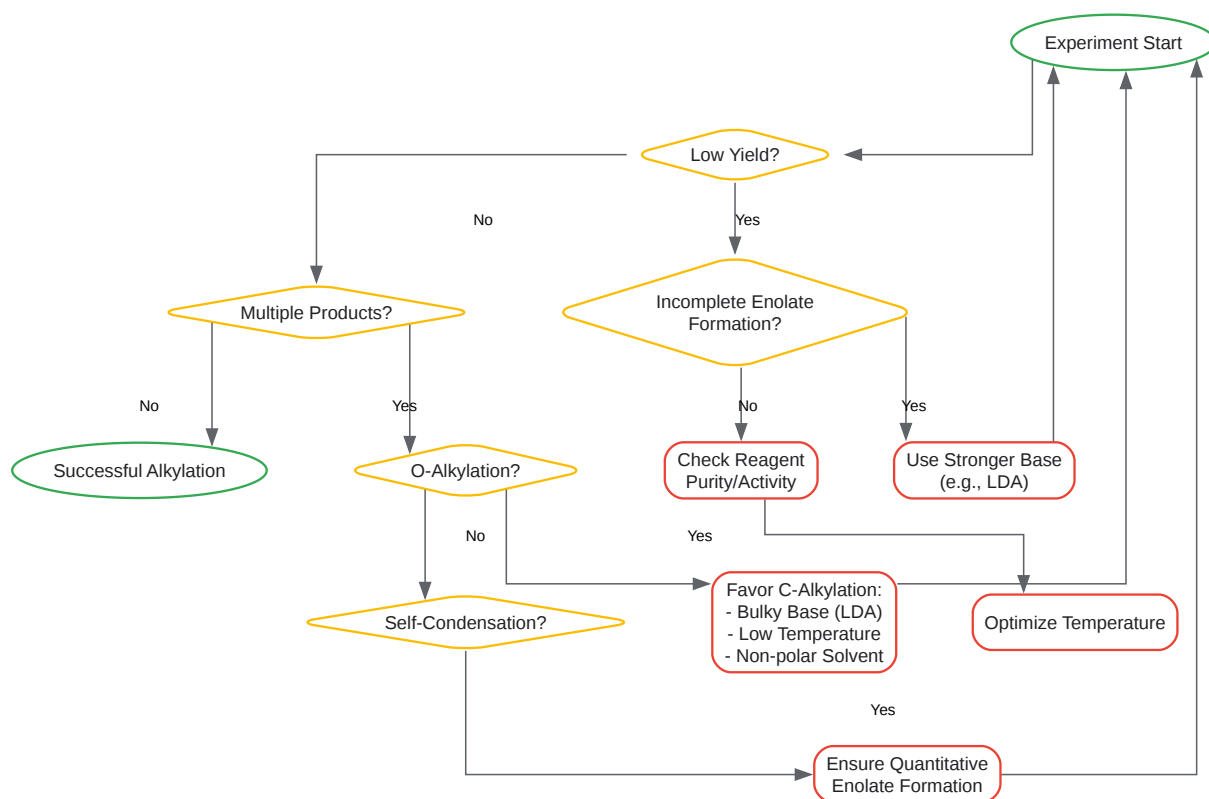 Experiment Start
Low Yield?
No
Yes
Multiple Products?
Incomplete Enolate
Formation?
No
Yes
No
Yes
Successful Alkylation
O-Alkylation?
Check Reagent
Purity/Activity
Use Stronger Base
(e.g., LDA)
No
Yes
Self-Condensation?
Favor C-Alkylation:
- Bulky Base (LDA)
- Low Temperature
- Non-polar Solvent
Optimize Temperature
Yes
Ensure Quantitative
Enolate Formation